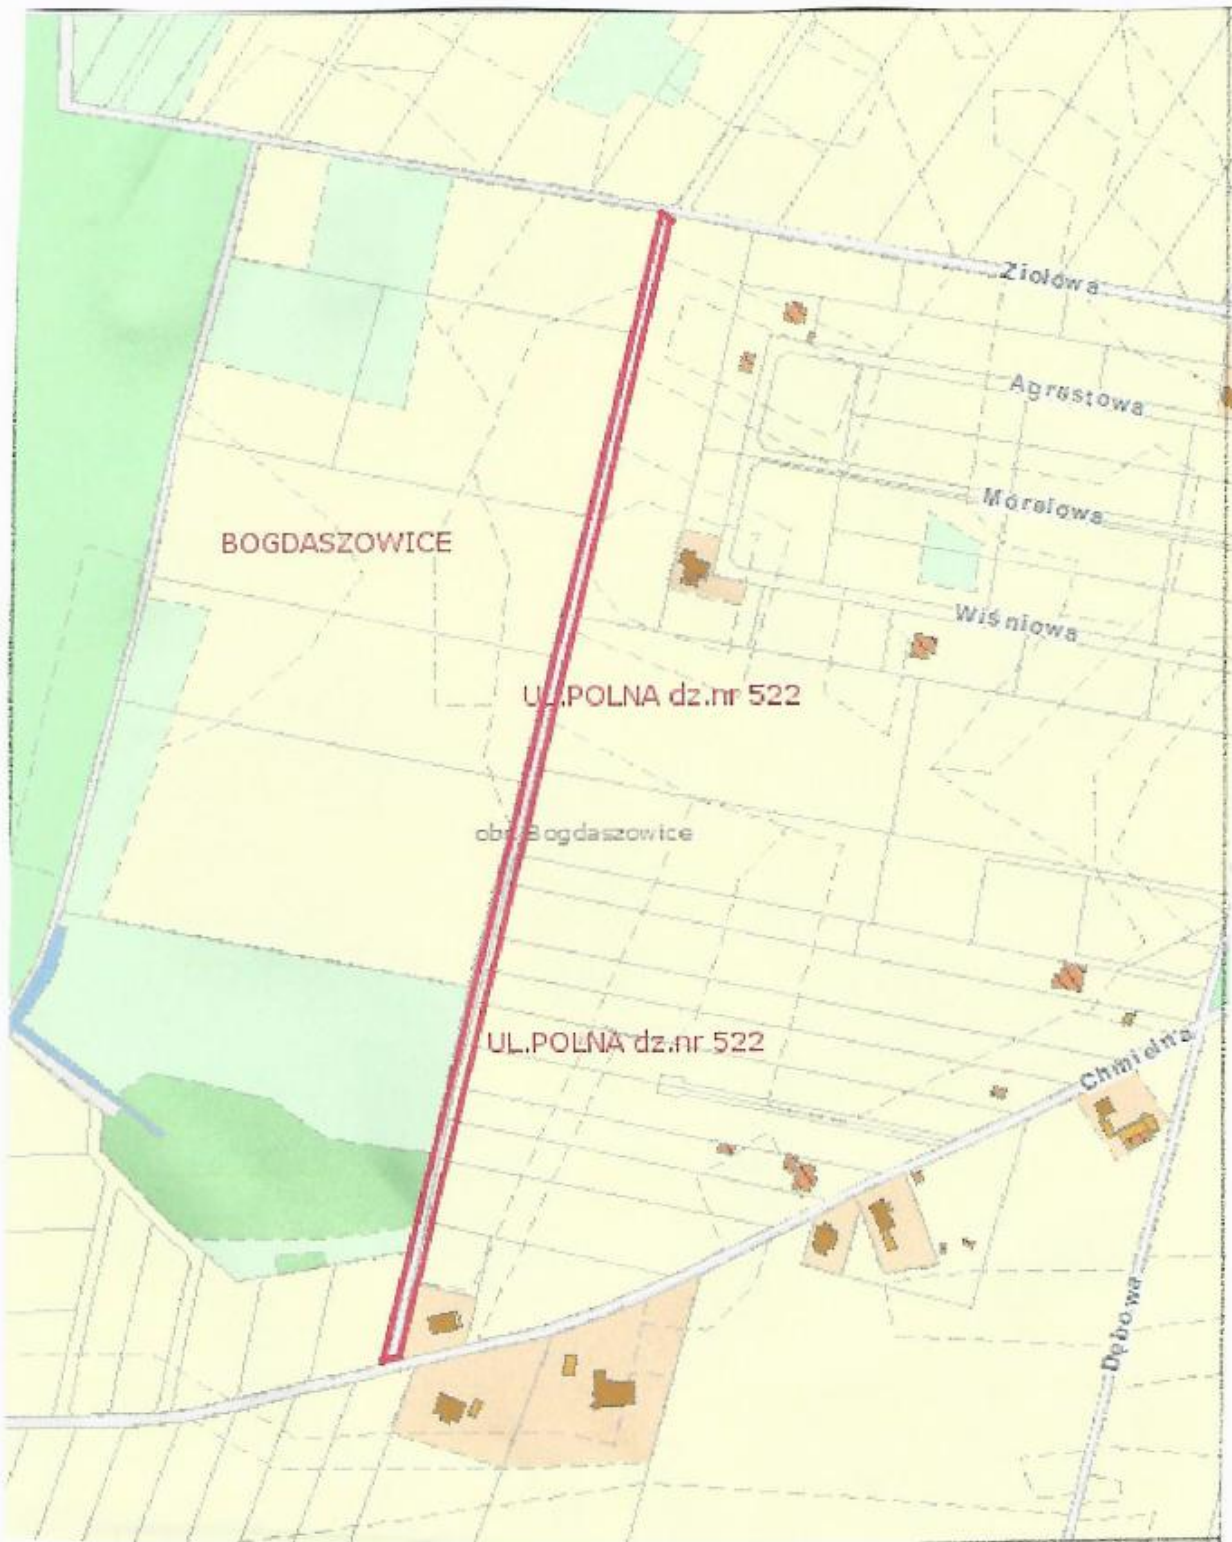 Ziołowa
Agrestowa
Morelowa
BOGDASZOWICE
Wiśniowa
UL.POLNA dz.nr 522
obr.Bogdaszowice
UL.POLNA dz.nr 522
Chmielna
Dębowa